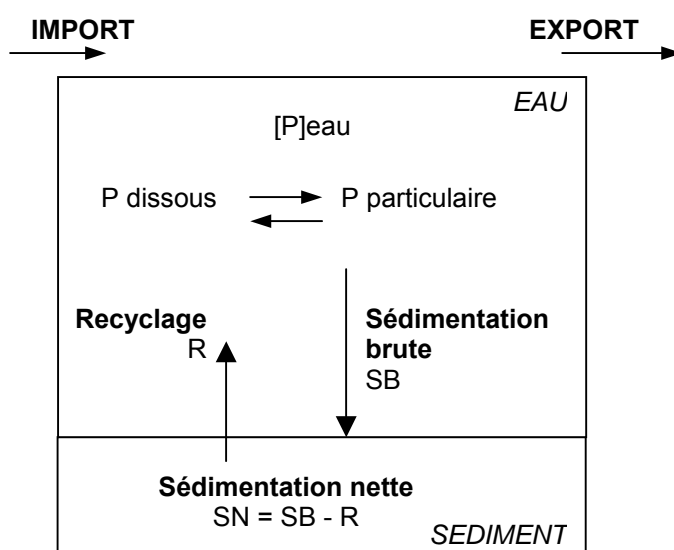 IMPORT
EXPORT
EAU
[P]eau
P dissous
P particulaire
Recyclage
R
Sédimentation
brute
SB
Sédimentation nette
SN = SB - R
SEDIMENT